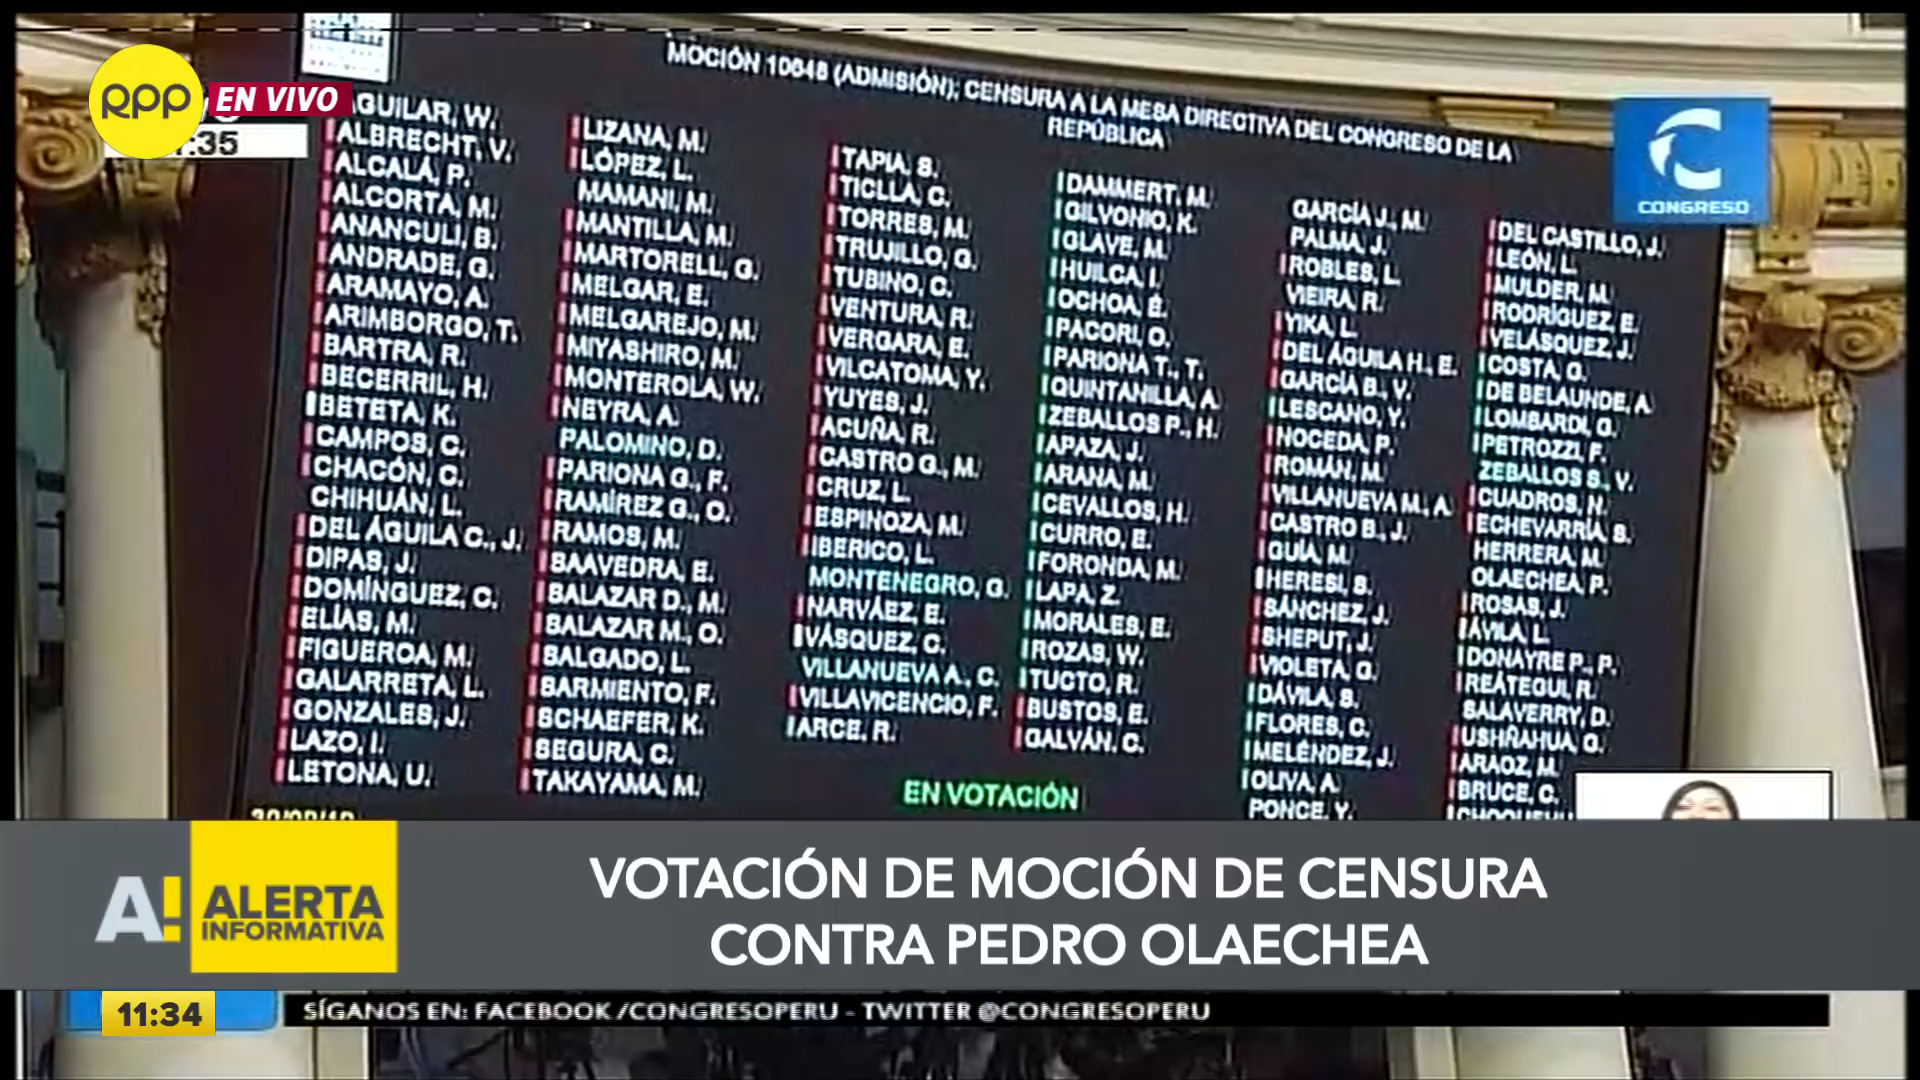 RPP EN VIVO
:35
MOCIÓN 10048 (ADMISIÓN); CENSURA A LA MESA DIRECTIVA DEL CONGRESO DE LA
REPÚBLICA
CONGRESO
AGUILAR, W.
ALBRECHT, V.
ALCALÁ, P.
ALCORTA, M.
ANANCULI, B.
ANDRADE, G.
ARAMAYO, A.
ARIMBORGO, T.
BARTRA, R.
BECERRIL, H.
BETETA, K.
CAMPOS, C.
CHACÓN, C.
CHIHUÁN, L.
DEL ÁGUILA C., J.
DIPAS, J.
DOMÍNGUEZ, C.
ELÍAS, M.
FIGUEROA, M.
GALARRETA, L.
GONZALES, J.
LAZO, I.
LETONA, U.
LIZANA, M.
LÓPEZ, L.
MAMANI, M.
MANTILLA, M.
MARTORELL, G.
MELGAR, E.
MELGAREJO, M.
MIYASHIRO, M.
MONTEROLA, W.
NEYRA, A.
PALOMINO, D.
PARIONA G., F.
RAMÍREZ G., O.
RAMOS, M.
SAAVEDRA, E.
SALAZAR D., M.
SALAZAR M., O.
SALGADO, L.
SARMIENTO, F.
SCHAEFER, K.
SEGURA, C.
TAKAYAMA, M.
TAPIA, S.
TICLLA, C.
TORRES, M.
TRUJILLO, G.
TUBINO, C.
VENTURA, R.
VERGARA, E.
VILCATOMA, Y.
YUYES, J.
ACUÑA, R.
CASTRO G., M.
CRUZ, L.
ESPINOZA, M.
IBERICO, L.
MONTENEGRO, G.
NARVÁEZ, E.
VÁSQUEZ, C.
VILLANUEVA A., C.
VILLAVICENCIO, F.
ARCE, R.
DAMMERT, M.
GILVONIO, K.
GLAVE, M.
HUILCA, I.
OCHOA, E.
PACORI, O.
PARIONA T., T.
QUINTANILLA, A.
ZEBALLOS P., H.
APAZA, J.
ARANA, M.
CEVALLOS, H.
CURRO, E.
FORONDA, M.
LAPA, Z.
MORALES, E.
ROZAS, W.
TUCTO, R.
BUSTOS, E.
GALVÁN, C.
GARCÍA J., M.
PALMA, J.
ROBLES, L.
VIEIRA, R.
YIKA, L.
DEL ÁGUILA H., E.
GARCÍA B., V.
LESCANO, Y.
NOCEDA, P.
ROMÁN, M.
VILLANUEVA M., A.
CASTRO B., J.
GUÍA, M.
HERESI, S.
SÁNCHEZ, J.
SHEPUT, J.
VIOLETA, G.
DÁVILA, S.
FLORES, C.
MELÉNDEZ, J.
OLIVA, A.
PONCE, Y.
DEL CASTILLO, J.
LEÓN, L.
MULDER, M.
RODRÍGUEZ, E.
VELÁSQUEZ, J.
COSTA, G.
DE BELAUNDE, A.
LOMBARDI, G.
PETROZZI, F.
ZEBALLOS S., V.
CUADROS, N.
ECHEVARRÍA, S.
HERRERA, M.
OLAECHEA, P.
ROSAS, J.
ÁVILA, L.
DONAYRE P., P.
REÁTEGUI, R.
SALAVERRY, D.
USHÑAHUA, G.
ARAOZ, M.
BRUCE, C.
EN VOTACIÓN
A! ALERTA
INFORMATIVA
VOTACIÓN DE MOCIÓN DE CENSURA
CONTRA PEDRO OLAECHEA
11:34
SÍGANOS EN: FACEBOOK /CONGRESOPERU - TWITTER @CONGRESOPERU